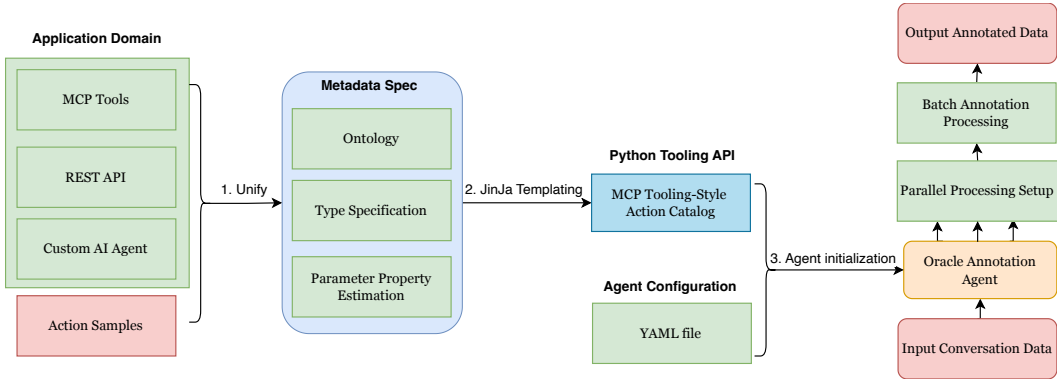 Application Domain
MCP Tools
REST API
Custom AI Agent
Action Samples
1. Unify
Metadata Spec
Ontology
Type Specification
Parameter Property
Estimation
2. JinJa Templating
Python Tooling API
MCP Tooling-Style
Action Catalog
Agent Configuration
YAML file
3. Agent initialization
Output Annotated Data
Batch Annotation
Processing
Parallel Processing Setup
Oracle Annotation
Agent
Input Conversation Data